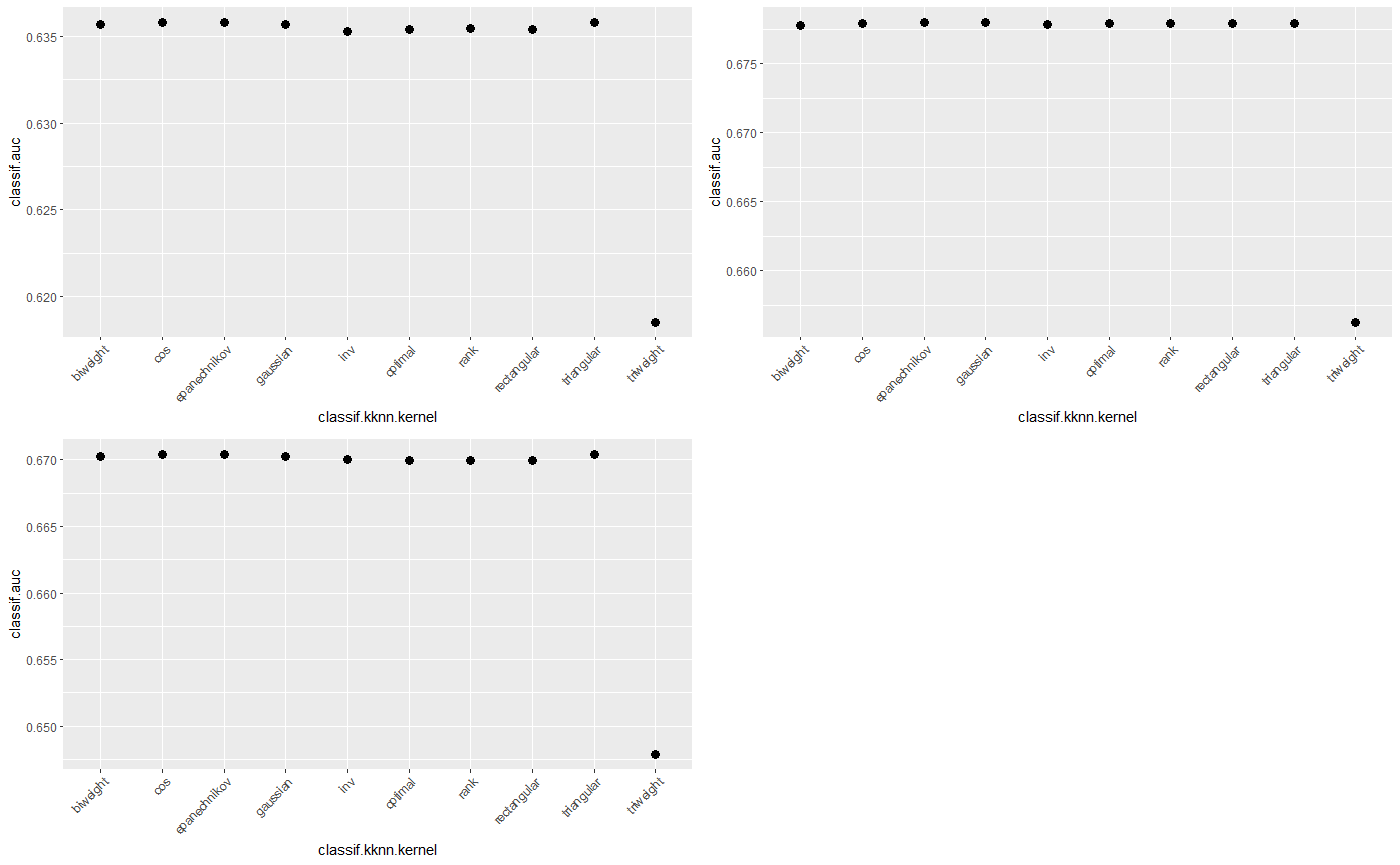 0.635
0.630
0.625
0.620
classif.auc
biweight
cos
epanechnikov
gaussian
inv
optimal
rank
rectangular
triangular
triweight
classif.kknn.kernel
0.675
0.670
0.665
0.660
classif.auc
biweight
cos
epanechnikov
gaussian
inv
optimal
rank
rectangular
triangular
triweight
classif.kknn.kernel
0.670
0.665
0.660
0.655
0.650
classif.auc
biweight
cos
epanechnikov
gaussian
inv
optimal
rank
rectangular
triangular
triweight
classif.kknn.kernel